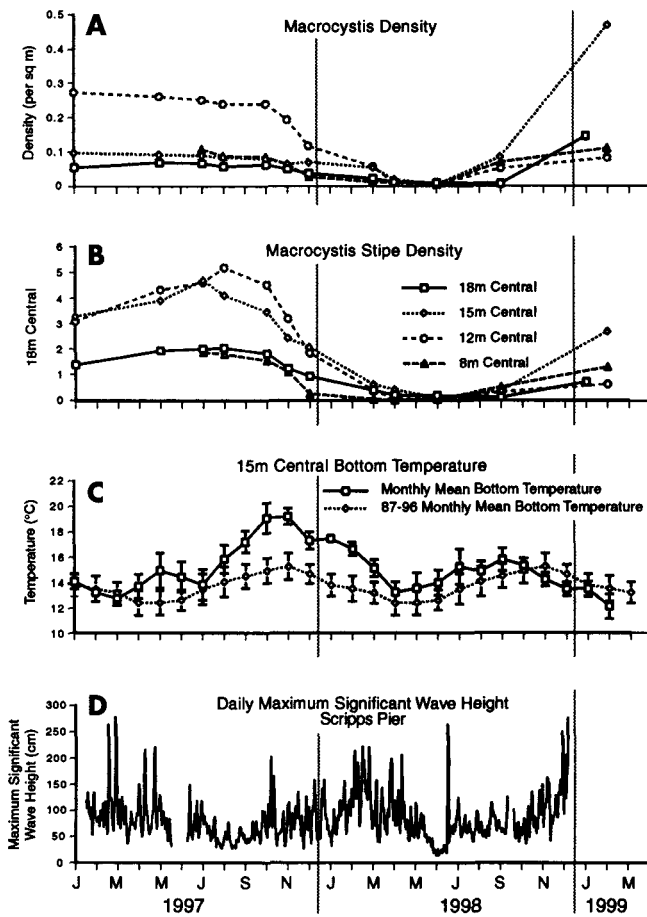 A
Macrocystis Density
Density (per sq m)
0.5
0.4
0.3
0.2
0.1
0
B
Macrocystis Stipe Density
18m Central
6
5
4
3
2
1
0
18m Central
15m Central
12m Central
8m Central
15m Central Bottom Temperature
C
Temperature (°C)
22
20
18
16
14
12
10
Monthly Mean Bottom Temperature
87-96 Monthly Mean Bottom Temperature
D
Daily Maximum Significant Wave Height
Scripps Pier
Maximum Significant
Wave Height (cm)
300
250
200
150
100
50
0
J M M J S N J M M J S N J M
1997 1998 1999